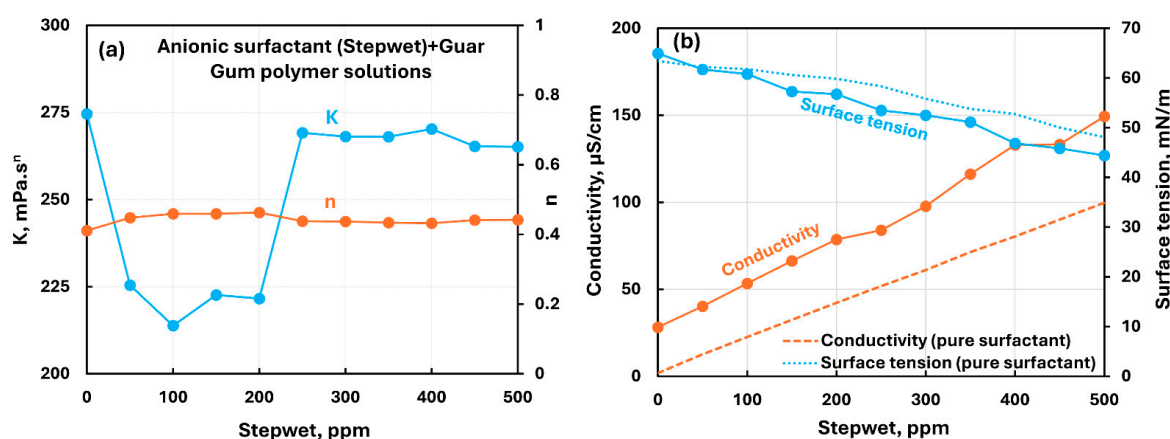 (a)
Anionic surfactant (Stepwet)+Guar
Gum polymer solutions
K, mPa.sⁿ
300
275
250
225
200
K
n
1
0.8
0.6
0.4
0.2
0
n
0 100 200 300 400 500
Stepwet, ppm
(b)
Conductivity, µS/cm
200
150
100
50
0
Surface tension
Conductivity
Conductivity (pure surfactant)
Surface tension (pure surfactant)
70
60
50
40
30
20
10
0
Surface tension, mN/m
0 100 200 300 400 500
Stepwet, ppm